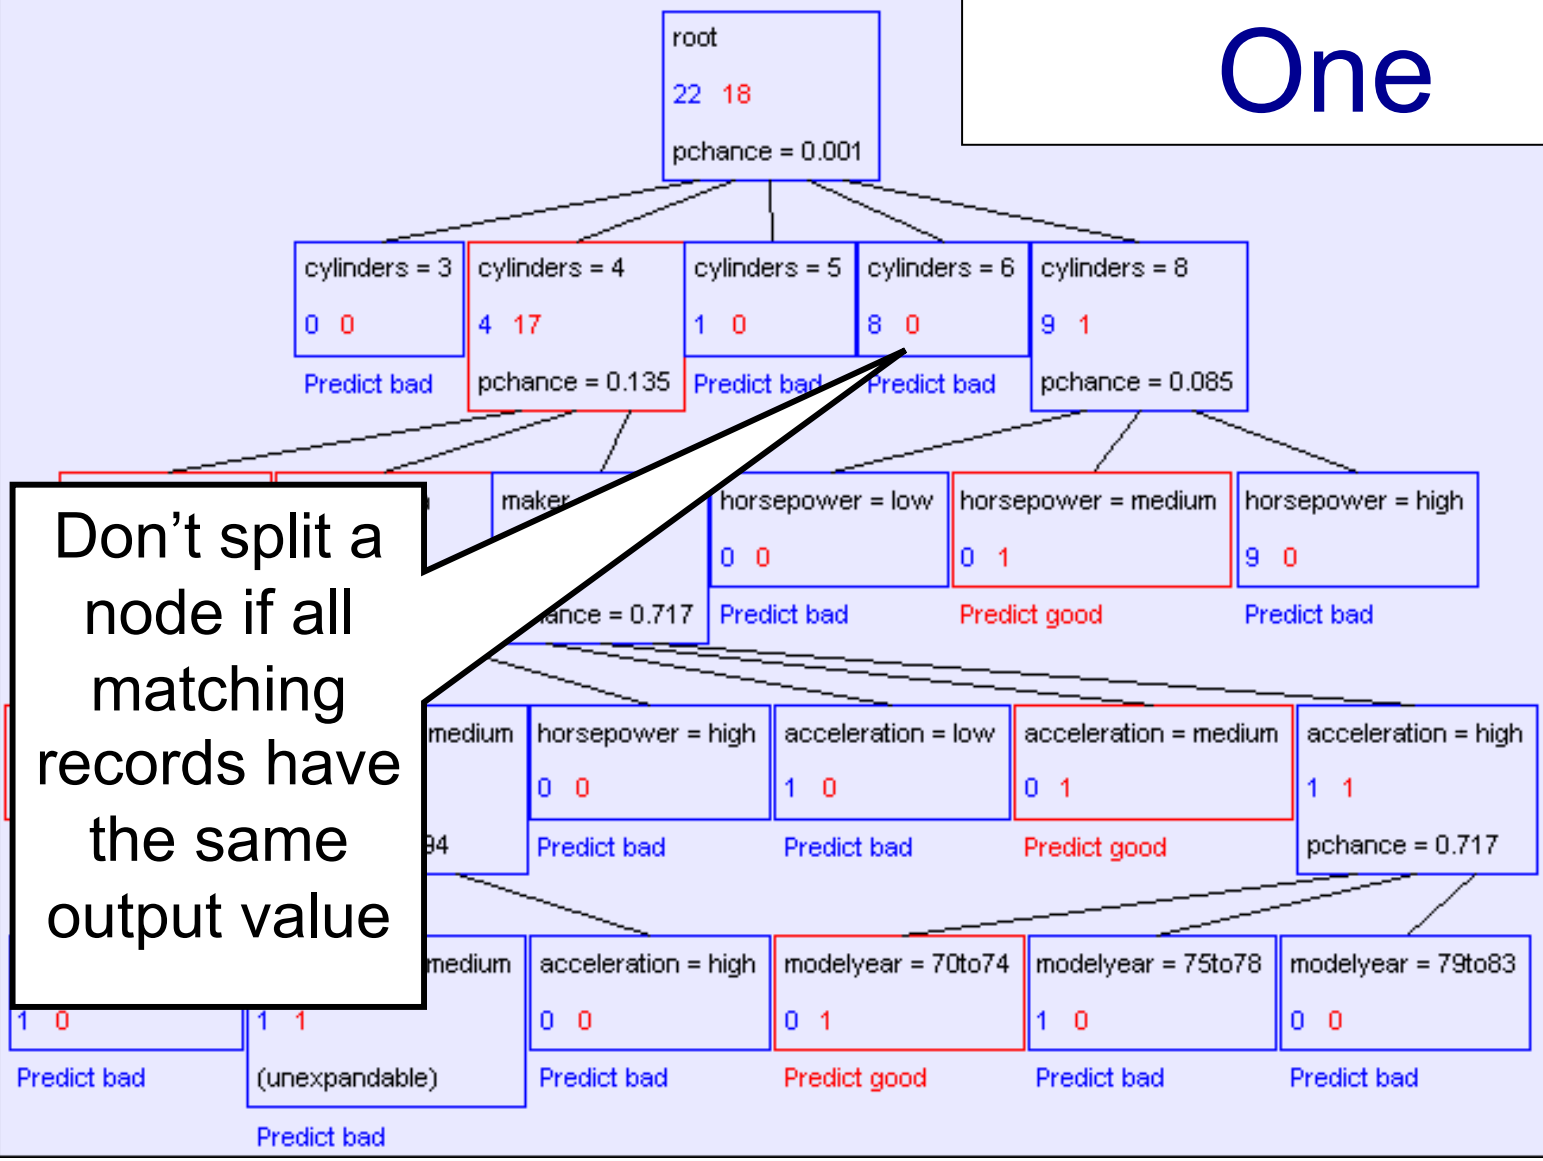 One
root
22 18
pchance = 0.001
cylinders = 3
0 0
Predict bad
cylinders = 4
4 17
pchance = 0.135
cylinders = 5
1 0
Predict bad
cylinders = 6
8 0
Predict bad
cylinders = 8
9 1
pchance = 0.085
Don't split a
node if all
matching
records have
the same
output value
maker
pchance = 0.717
horsepower = low
0 0
Predict bad
horsepower = medium
0 1
Predict good
horsepower = high
9 0
Predict bad
medium
94
horsepower = high
0 0
Predict bad
acceleration = low
1 0
Predict bad
acceleration = medium
0 1
Predict good
acceleration = high
1 1
pchance = 0.717
1 0
Predict bad
medium
1 1
(unexpandable)
Predict bad
acceleration = high
0 0
Predict bad
modelyear = 70to74
0 1
Predict good
modelyear = 75to78
1 0
Predict bad
modelyear = 79to83
0 0
Predict bad